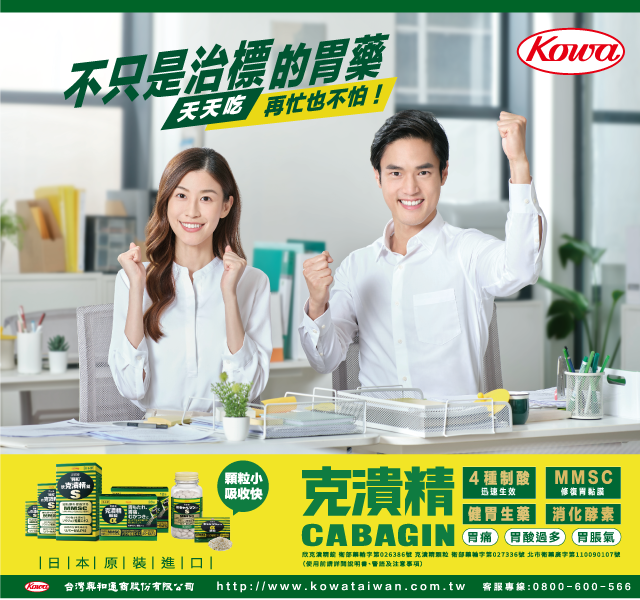 不只是治標的胃藥
天天吃 再忙也不怕！
Kowa
顆粒小
吸收快
克潰精
CABAGIN
4種制酸
迅速生效
MMSC
修復胃黏膜
健胃生藥
消化酵素
胃痛 胃酸過多 胃脹氣
欣克潰精錠 衛部藥輸字第026386號 克潰精顆粒 衛部藥輸字第027336號 北市衛藥廣字第110090107號
(使用前請詳閱說明書、警語及注意事項)
克潰精
S
MMSC
α
|日|本|原|裝|進|口|
Kowa 台灣興和通商股份有限公司 http://www.kowataiwan.com.tw 客服專線:0800-600-566